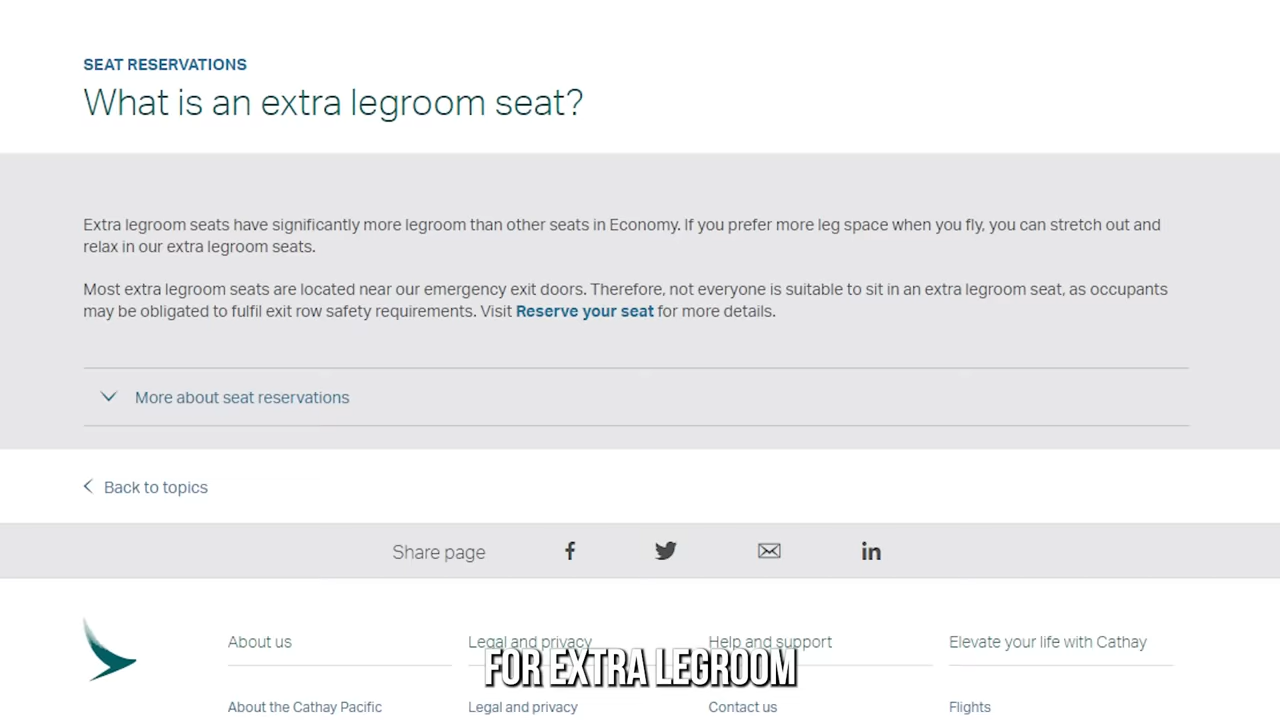 SEAT RESERVATIONS
What is an extra legroom seat?
Extra legroom seats have significantly more legroom than other seats in Economy. If you prefer more leg space when you fly, you can stretch out and
relax in our extra legroom seats.
Most extra legroom seats are located near our emergency exit doors. Therefore, not everyone is suitable to sit in an extra legroom seat, as occupants
may be obligated to fulfil exit row safety requirements. Visit Reserve your seat for more details.
More about seat reservations
Back to topics
Share page
About us
Legal and privacy
Help and support
Elevate your life with Cathay
FOR EXTRA LEGROOM
About the Cathay Pacific
Legal and privacy
Contact us
Flights